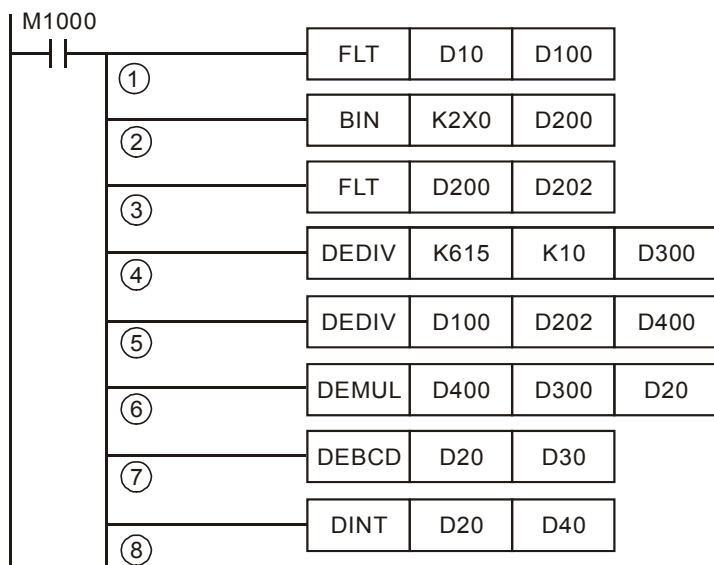 M1000
FLT D10 D100
1
BIN K2X0 D200
2
FLT D200 D202
3
DEDIV K615 K10 D300
4
DEDIV D100 D202 D400
5
DEMUL D400 D300 D20
6
DEBCD D20 D30
7
DINT D20 D40
8